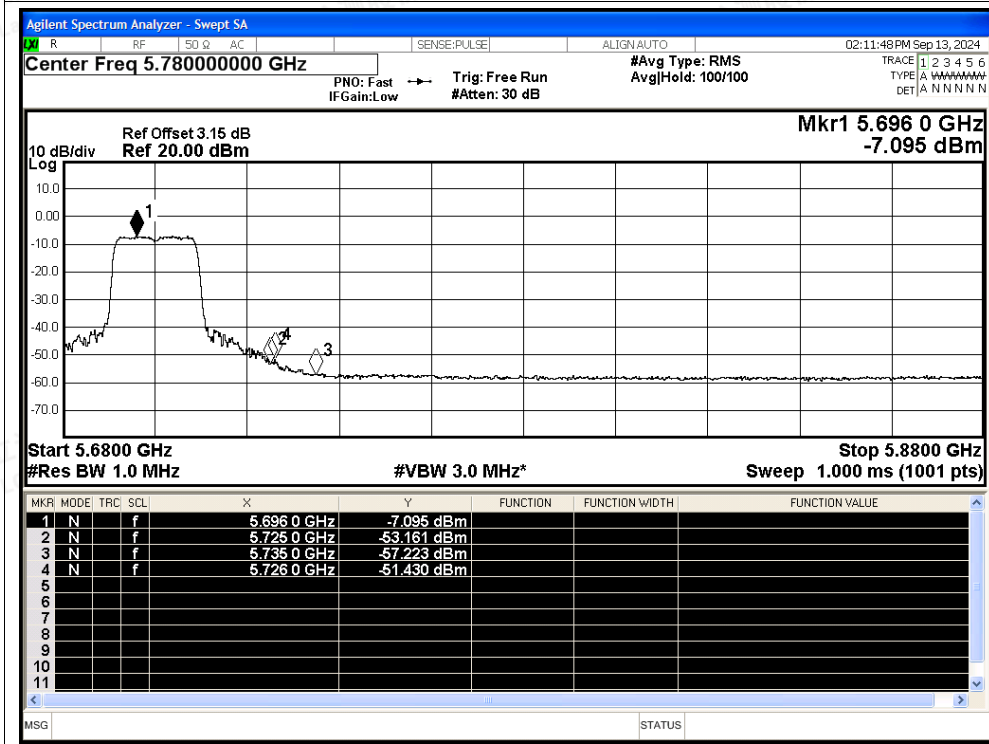 Agilent Spectrum Analyzer - Swept SA
LXI R RF 50 Ω AC SENSE:PULSE ALIGN AUTO 02:11:48 PM Sep 13, 2024
Center Freq 5.780000000 GHz
PNO: Fast
IFGain:Low
Trig: Free Run
#Atten: 30 dB
#Avg Type: RMS
Avg|Hold: 100/100
TRACE 1 2 3 4 5 6
TYPE A WWWWW
DET A N N N N N
Mkr1 5.696 0 GHz
-7.095 dBm
Ref Offset 3.15 dB
10 dB/div Ref 20.00 dBm
Log
10.0
0.00
-10.0
-20.0
-30.0
-40.0
-50.0
-60.0
-70.0
1
2
4
3
Start 5.6800 GHz Stop 5.8800 GHz
#Res BW 1.0 MHz #VBW 3.0 MHz* Sweep 1.000 ms (1001 pts)
MKR MODE TRC SCL X Y FUNCTION FUNCTION WIDTH FUNCTION VALUE
1 N f 5.696 0 GHz -7.095 dBm
2 N f 5.725 0 GHz -53.161 dBm
3 N f 5.735 0 GHz -57.223 dBm
4 N f 5.726 0 GHz -51.430 dBm
5
6
7
8
9
10
11
MSG STATUS